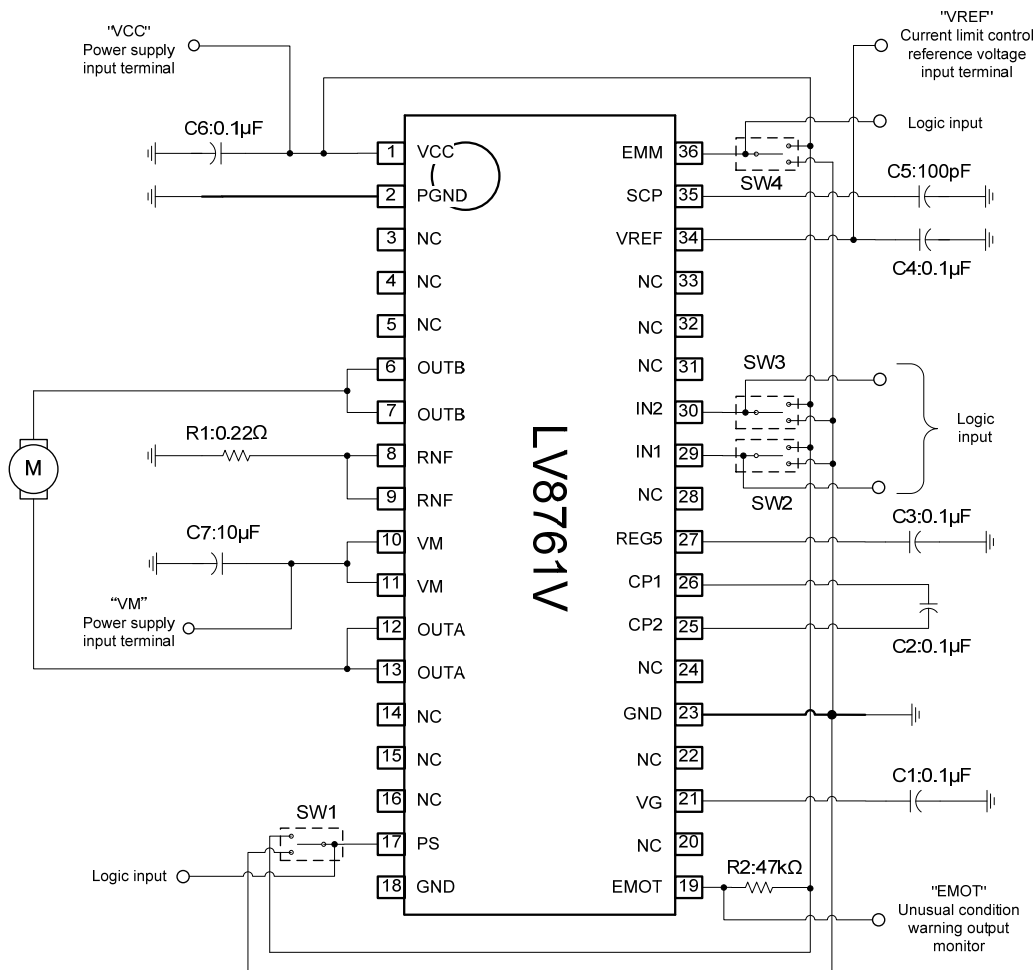 "VCC"
Power supply
input terminal
"VREF"
Current limit control
reference voltage
input terminal
C6:0.1µF
Logic input
1 VCC
EMM 36
SW4
2 PGND
SCP 35
C5:100pF
3 NC
VREF 34
C4:0.1µF
4 NC
NC 33
5 NC
NC 32
6 OUTB
NC 31
SW3
7 OUTB
IN2 30
Logic
input
R1:0.22Ω
8 RNF
IN1 29
9 RNF
NC 28
SW2
C7:10µF
10 VM
REG5 27
C3:0.1µF
11 VM
CP1 26
"VM"
Power supply
input terminal
12 OUTA
CP2 25
C2:0.1µF
13 OUTA
NC 24
M
LV8761V
14 NC
GND 23
15 NC
NC 22
16 NC
VG 21
C1:0.1µF
SW1
17 PS
NC 20
Logic input
18 GND
EMOT 19
R2:47kΩ
"EMOT"
Unusual condition
warning output
monitor